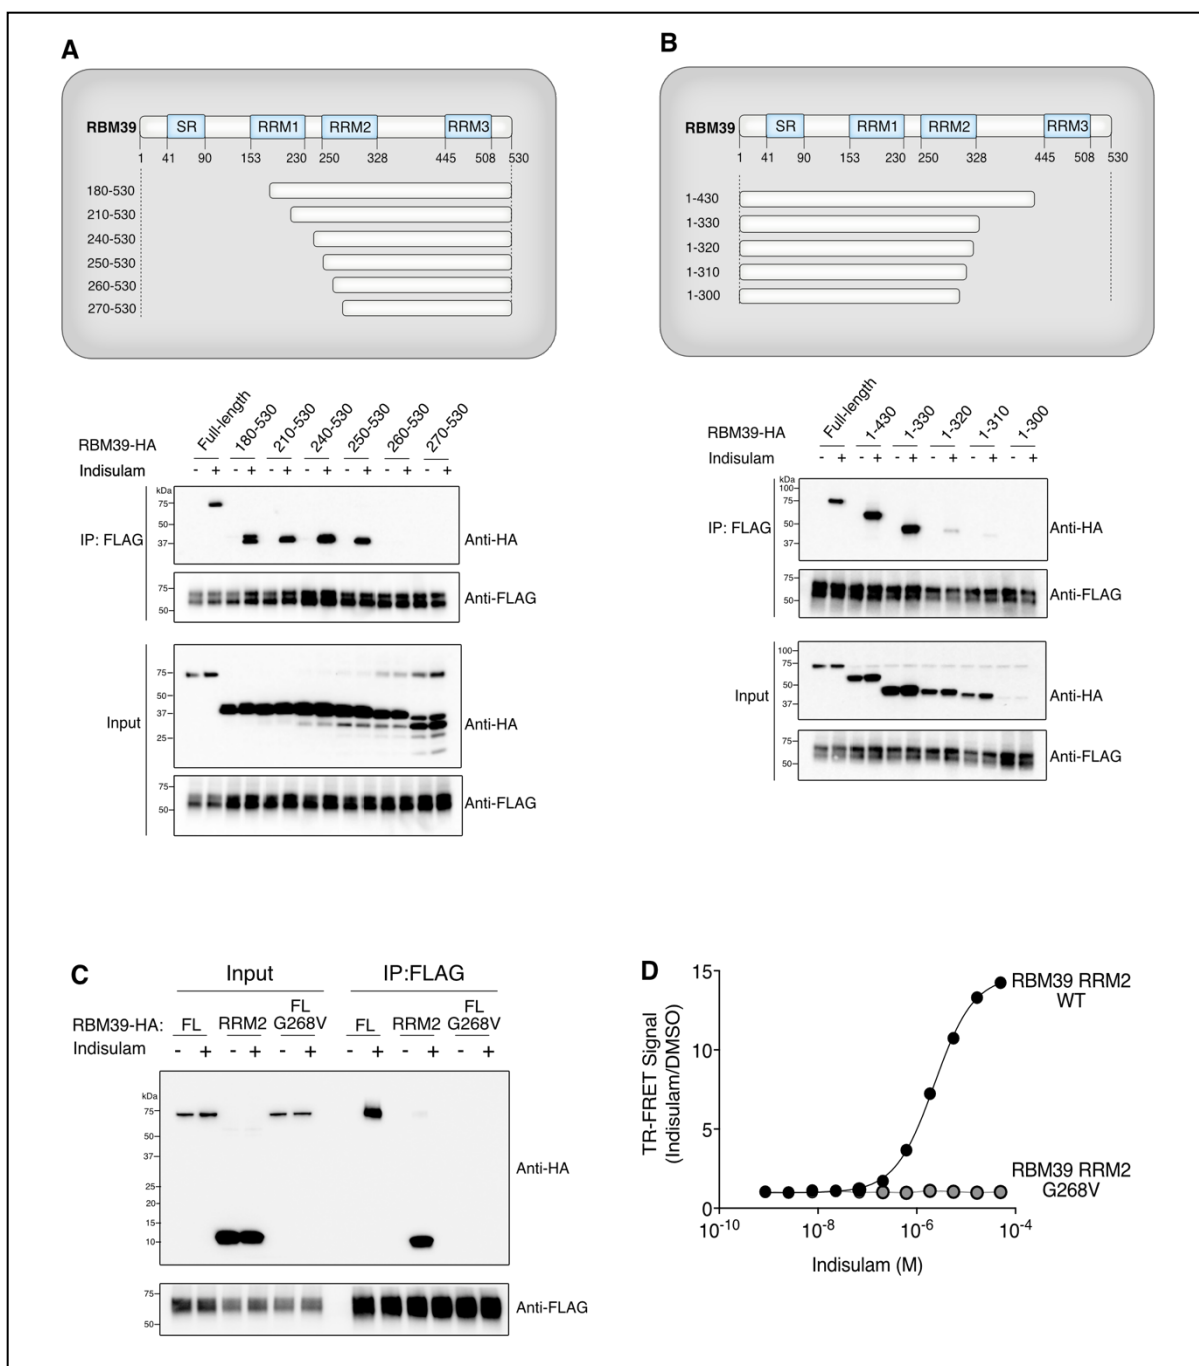 A
RBM39 SR RRM1 RRM2 RRM3
1 41 90 153 230 250 328 445 508 530
180-530
210-530
240-530
250-530
260-530
270-530
RBM39-HA Full-length 180-530 210-530 240-530 250-530 260-530 270-530
Indisulam - + - + - + - + - + - + - +
kDa
75
50
37
IP: FLAG
Anti-HA
75
50
Anti-FLAG
75
50
37
25
Input
Anti-HA
75
50
Anti-FLAG
B
RBM39 SR RRM1 RRM2 RRM3
1 41 90 153 230 250 328 445 508 530
1-430
1-330
1-320
1-310
1-300
RBM39-HA Full-length 1-430 1-330 1-320 1-310 1-300
Indisulam - + - + - + - + - + - +
kDa
100
75
50
37
IP: FLAG
Anti-HA
75
50
Anti-FLAG
100
75
50
37
Input
Anti-HA
75
50
Anti-FLAG
C
Input IP:FLAG
RBM39-HA: FL RRM2 FL G268V FL RRM2 FL G268V
Indisulam - + - + - + - + - + - +
kDa
75
50
37
25
20
15
10
Anti-HA
75
50
Anti-FLAG
D
TR-FRET Signal
(Indisulam/DMSO)
15
10
5
0
RBM39 RRM2
WT
RBM39 RRM2
G268V
10-10 10-8 10-6 10-4
Indisulam (M)